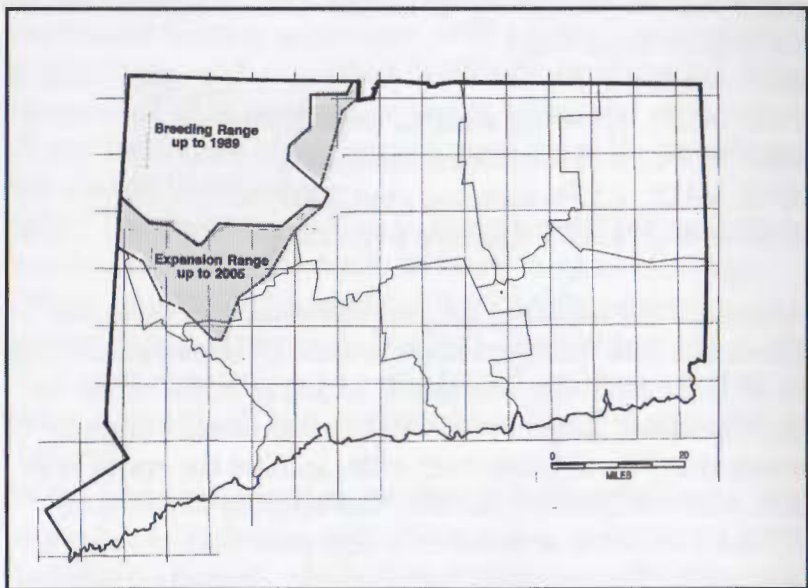 Breeding Range
up to 1989
Expansion Range
up to 2005
0 20
MILES